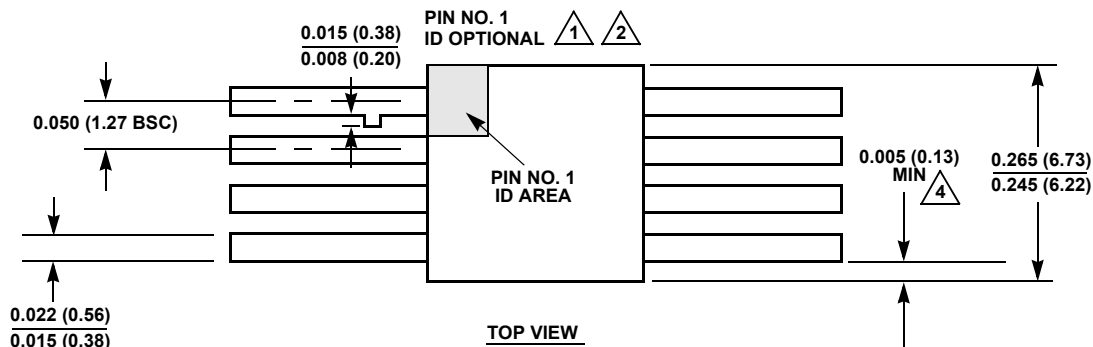 PIN NO. 1
ID OPTIONAL 1 2
0.015 (0.38)
0.008 (0.20)
0.050 (1.27 BSC)
PIN NO. 1
ID AREA
0.005 (0.13)
MIN 4
0.265 (6.73)
0.245 (6.22)
0.022 (0.56)
0.015 (0.38)
TOP VIEW